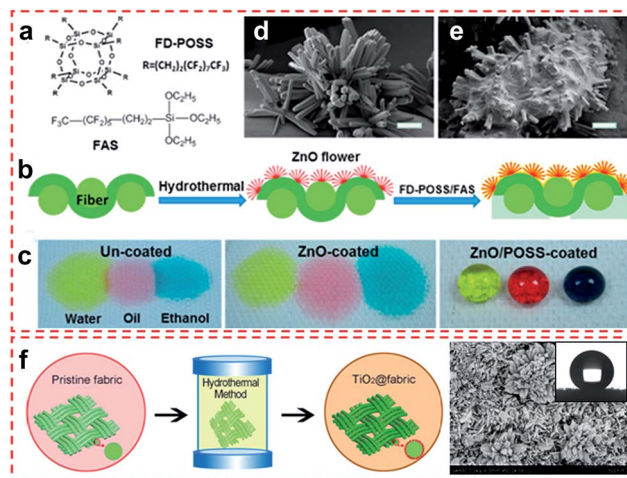 a
FD-POSS
R=(CH₂)₂(CF₂)₇CF₃)
Si
O
R
OC₂H₅
F₃C-(CF₂)₅-(CH₂)₂-Si-OC₂H₅
OC₂H₅
FAS
d
e
b
Fiber
Hydrothermal
ZnO flower
FD-POSS/FAS
c
Un-coated
Water Oil Ethanol
ZnO-coated
ZnO/POSS-coated
f
Pristine fabric
Hydrothermal
Method
TiO₂@fabric